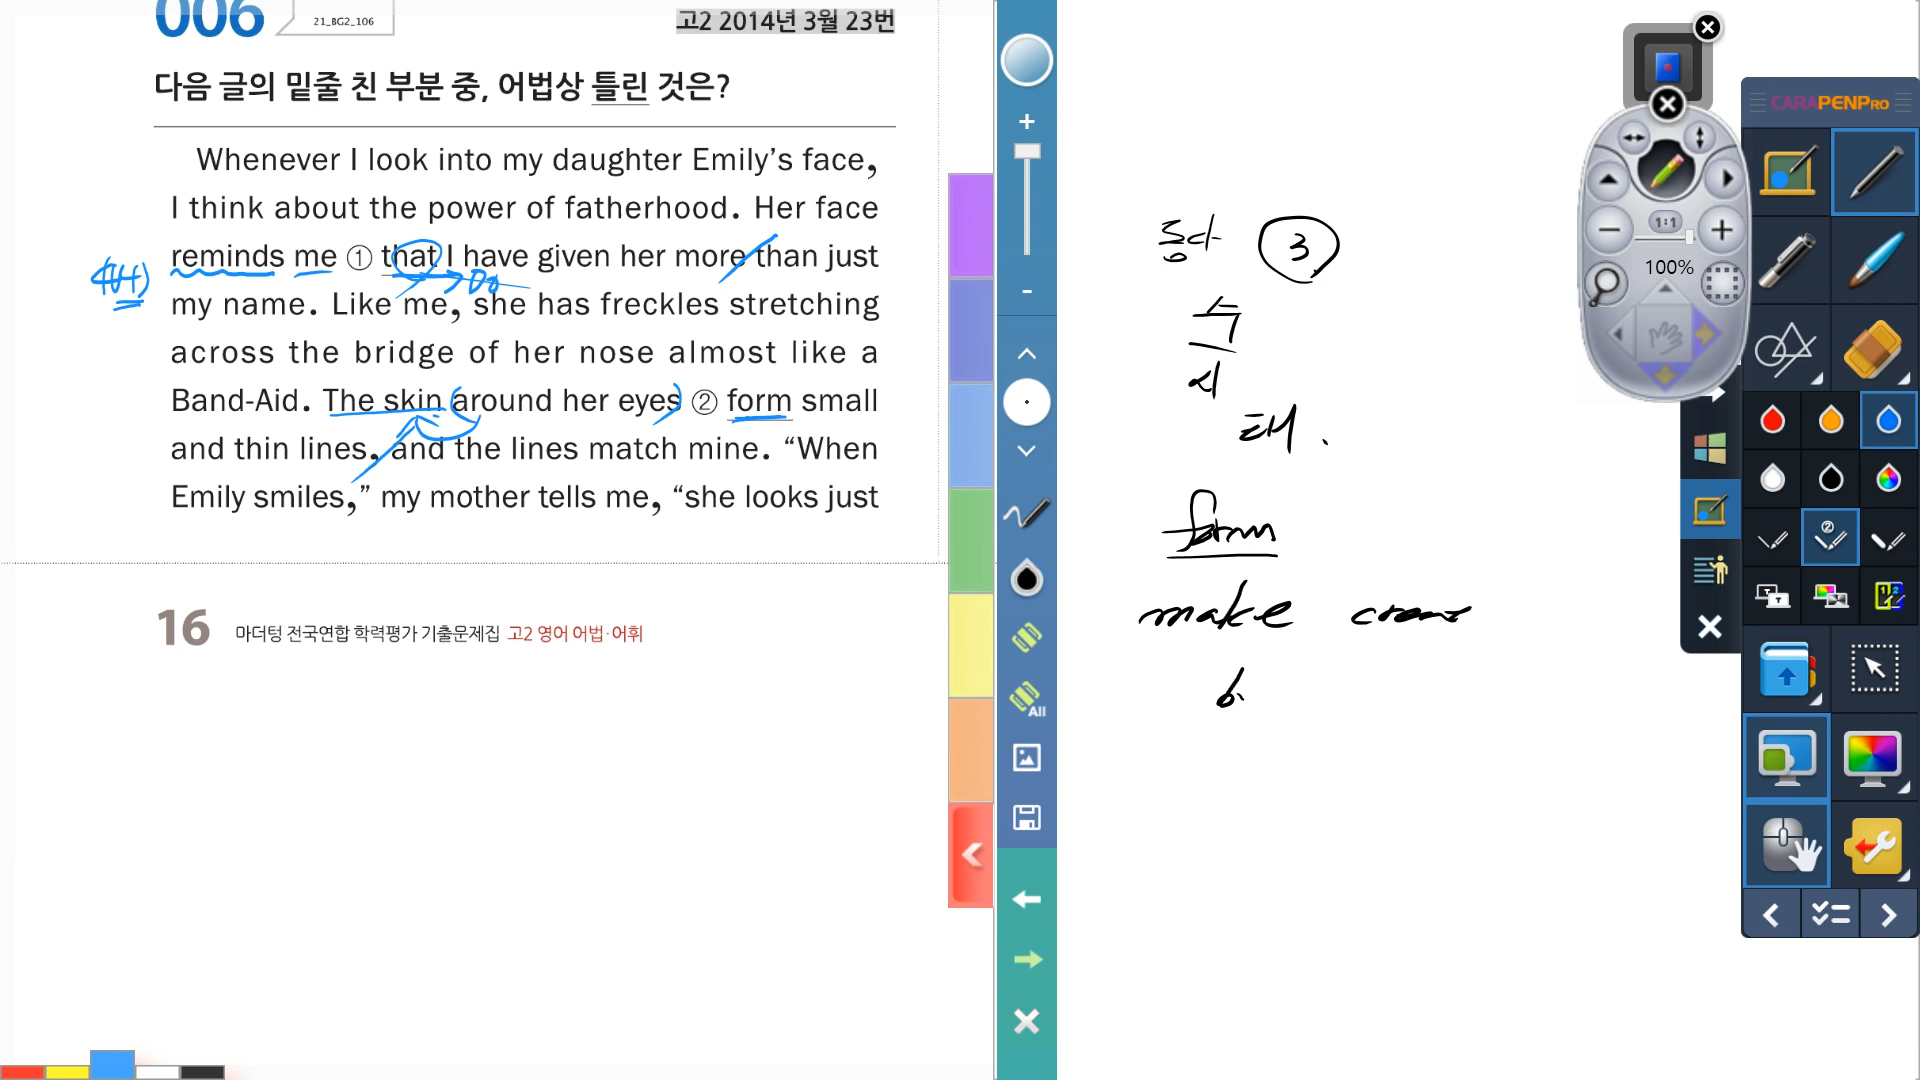 006
21_BG2_106
고2 2014년 3월 23번
다음 글의 밑줄 친 부분 중, 어법상 틀린 것은?
Whenever I look into my daughter Emily’s face,
I think about the power of fatherhood. Her face
reminds me ① that I have given her more than just
my name. Like me, she has freckles stretching
across the bridge of her nose almost like a
Band-Aid. The skin around her eyes ② form small
and thin lines, and the lines match mine. “When
Emily smiles,” my mother tells me, “she looks just
16 마더텅 전국연합 학력평가 기출문제집 고2 영어 어법·어휘
All
3
수
시
태.
form
make
CARAPENPRO
1:1
100%
②